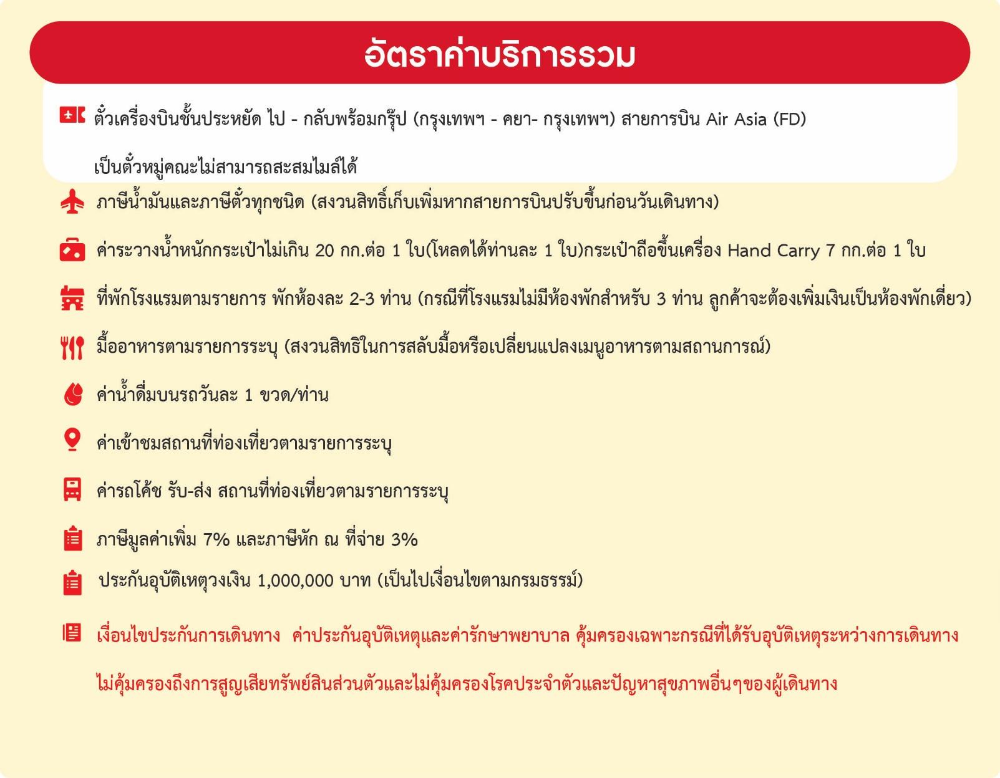 อัตราค่าบริการรวม
ตั๋วเครื่องบินชั้นประหยัด ไป - กลับพร้อมกรุ๊ป (กรุงเทพฯ - คยา- กรุงเทพฯ) สายการบิน Air Asia (FD)
เป็นตั๋วหมู่คณะไม่สามารถสะสมไมล์ได้
ภาษีน้ำมันและภาษีตั๋วทุกชนิด (สงวนสิทธิ์เก็บเพิ่มหากสายการบินปรับขึ้นก่อนวันเดินทาง)
ค่าระวางน้ำหนักกระเป๋าไม่เกิน 20 กก.ต่อ 1 ใบ(โหลดได้ท่านละ 1 ใบ)กระเป๋าถือขึ้นเครื่อง Hand Carry 7 กก.ต่อ 1 ใบ
ที่พักโรงแรมตามรายการ พักห้องละ 2-3 ท่าน (กรณีที่โรงแรมไม่มีห้องพักสำหรับ 3 ท่าน ลูกค้าจะต้องเพิ่มเงินเป็นห้องพักเดี่ยว)
มื้ออาหารตามรายการระบุ (สงวนสิทธิในการสลับมื้อหรือเปลี่ยนแปลงเมนูอาหารตามสถานการณ์)
ค่าน้ำดื่มบนรถวันละ 1 ขวด/ท่าน
ค่าเข้าชมสถานที่ท่องเที่ยวตามรายการระบุ
ค่ารถโค้ช รับ-ส่ง สถานที่ท่องเที่ยวตามรายการระบุ
ภาษีมูลค่าเพิ่ม 7% และภาษีหัก ณ ที่จ่าย 3%
ประกันอุบัติเหตุวงเงิน 1,000,000 บาท (เป็นไปเงื่อนไขตามกรมธรรม์)
เงื่อนไขประกันการเดินทาง ค่าประกันอุบัติเหตุและค่ารักษาพยาบาล คุ้มครองเฉพาะกรณีที่ได้รับอุบัติเหตุระหว่างการเดินทาง
ไม่คุ้มครองถึงการสูญเสียทรัพย์สินส่วนตัวและไม่คุ้มครองโรคประจำตัวและปัญหาสุขภาพอื่นๆของผู้เดินทาง